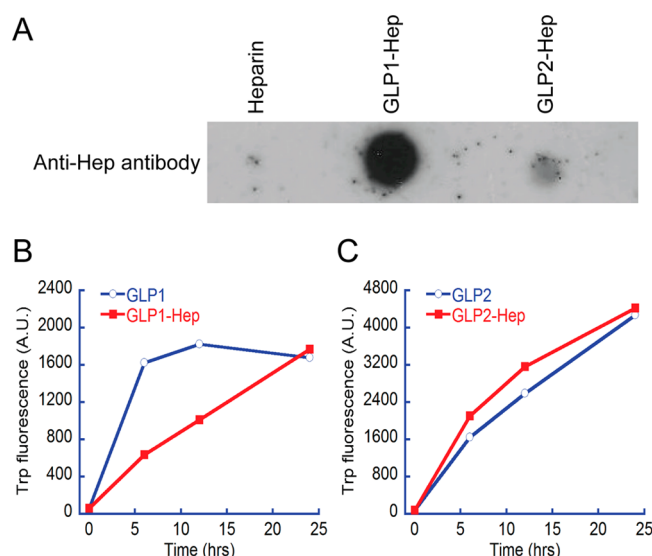 A
Heparin
GLP1-Hep
GLP2-Hep
Anti-Hep antibody
B
2400
2000
1600
1200
800
400
0
Trp fluorescence (A.U.)
GLP1
GLP1-Hep
0 5 10 15 20 25
Time (hrs)
C
4800
4000
3200
2400
1600
800
0
Trp fluorescence (A.U.)
GLP2
GLP2-Hep
0 5 10 15 20 25
Time (hrs)